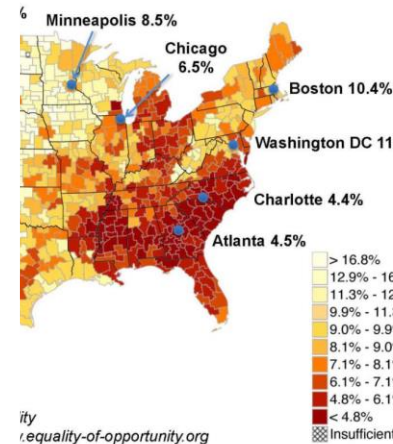 %
Minneapolis 8.5%
Chicago
6.5%
Boston 10.4%
Washington DC 11
Charlotte 4.4%
Atlanta 4.5%
> 16.8%
12.9% - 16
11.3% - 12
9.9% - 11.
9.0% - 9.9
8.1% - 9.0
7.1% - 8.1
6.1% - 7.1
4.8% - 6.1
< 4.8%
Insufficient
ity
.equality-of-opportunity.org